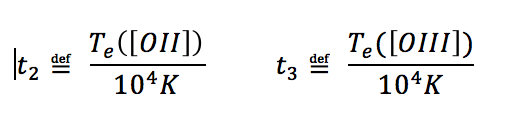 t₂ ≝ Tₑ([OII]) / 10⁴K    t₃ ≝ Tₑ([OIII]) / 10⁴K